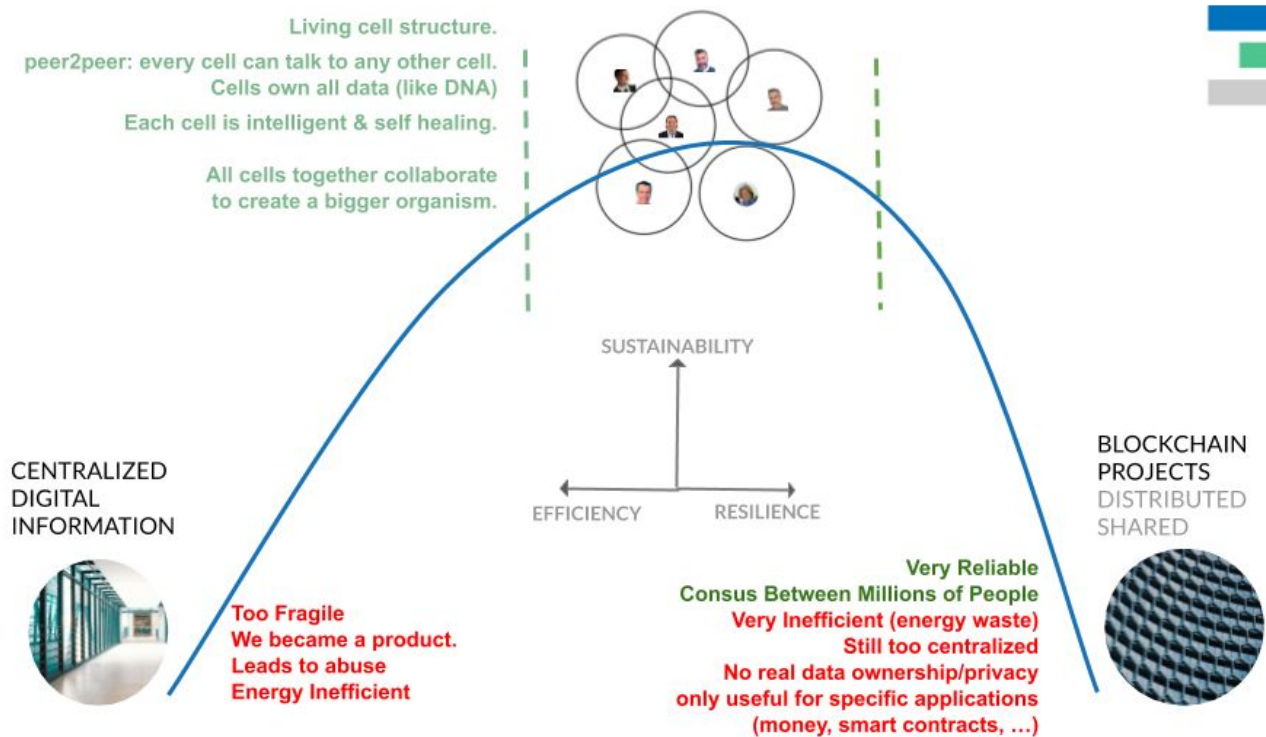 Living cell structure.
peer2peer: every cell can talk to any other cell.
Cells own all data (like DNA)
Each cell is intelligent & self healing.
All cells together collaborate
to create a bigger organism.
SUSTAINABILITY
EFFICIENCY
RESILIENCE
CENTRALIZED
DIGITAL
INFORMATION
Too Fragile
We became a product.
Leads to abuse
Energy Inefficient
BLOCKCHAIN
PROJECTS
DISTRIBUTED
SHARED
Very Reliable
Consus Between Millions of People
Very Inefficient (energy waste)
Still too centralized
No real data ownership/privacy
only useful for specific applications
(money, smart contracts, ...)